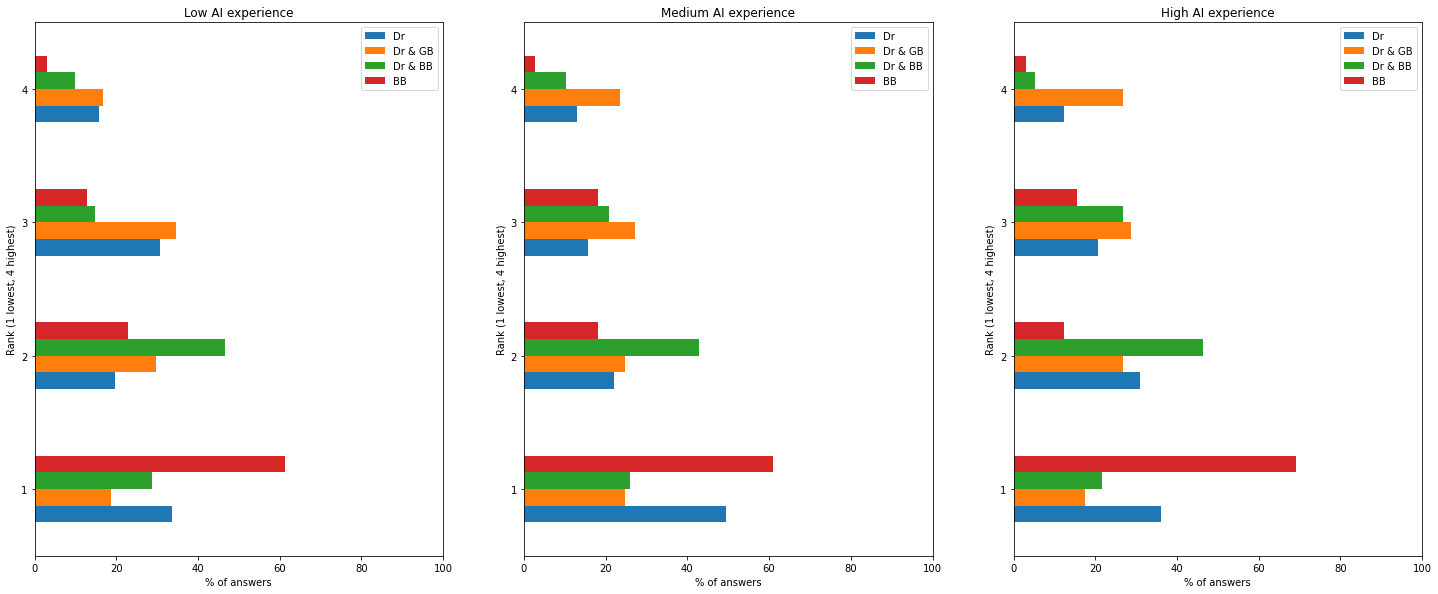 Low AI experience
Dr
Dr & GB
Dr & BB
BB
Rank (1 lowest, 4 highest)
4
3
2
1
0 20 40 60 80 100
% of answers
Medium AI experience
Dr
Dr & GB
Dr & BB
BB
Rank (1 lowest, 4 highest)
4
3
2
1
0 20 40 60 80 100
% of answers
High AI experience
Dr
Dr & GB
Dr & BB
BB
Rank (1 lowest, 4 highest)
4
3
2
1
0 20 40 60 80 100
% of answers